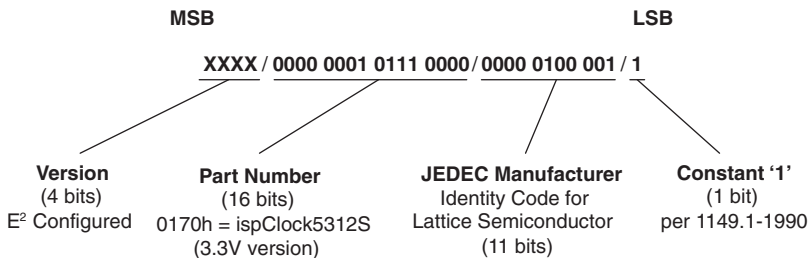 MSB LSB
XXXX / 0000 0001 0111 0000 / 0000 0100 001 / 1
Version
(4 bits)
E² Configured
Part Number
(16 bits)
0170h = ispClock5312S
(3.3V version)
JEDEC Manufacturer
Identity Code for
Lattice Semiconductor
(11 bits)
Constant ‘1’
(1 bit)
per 1149.1-1990